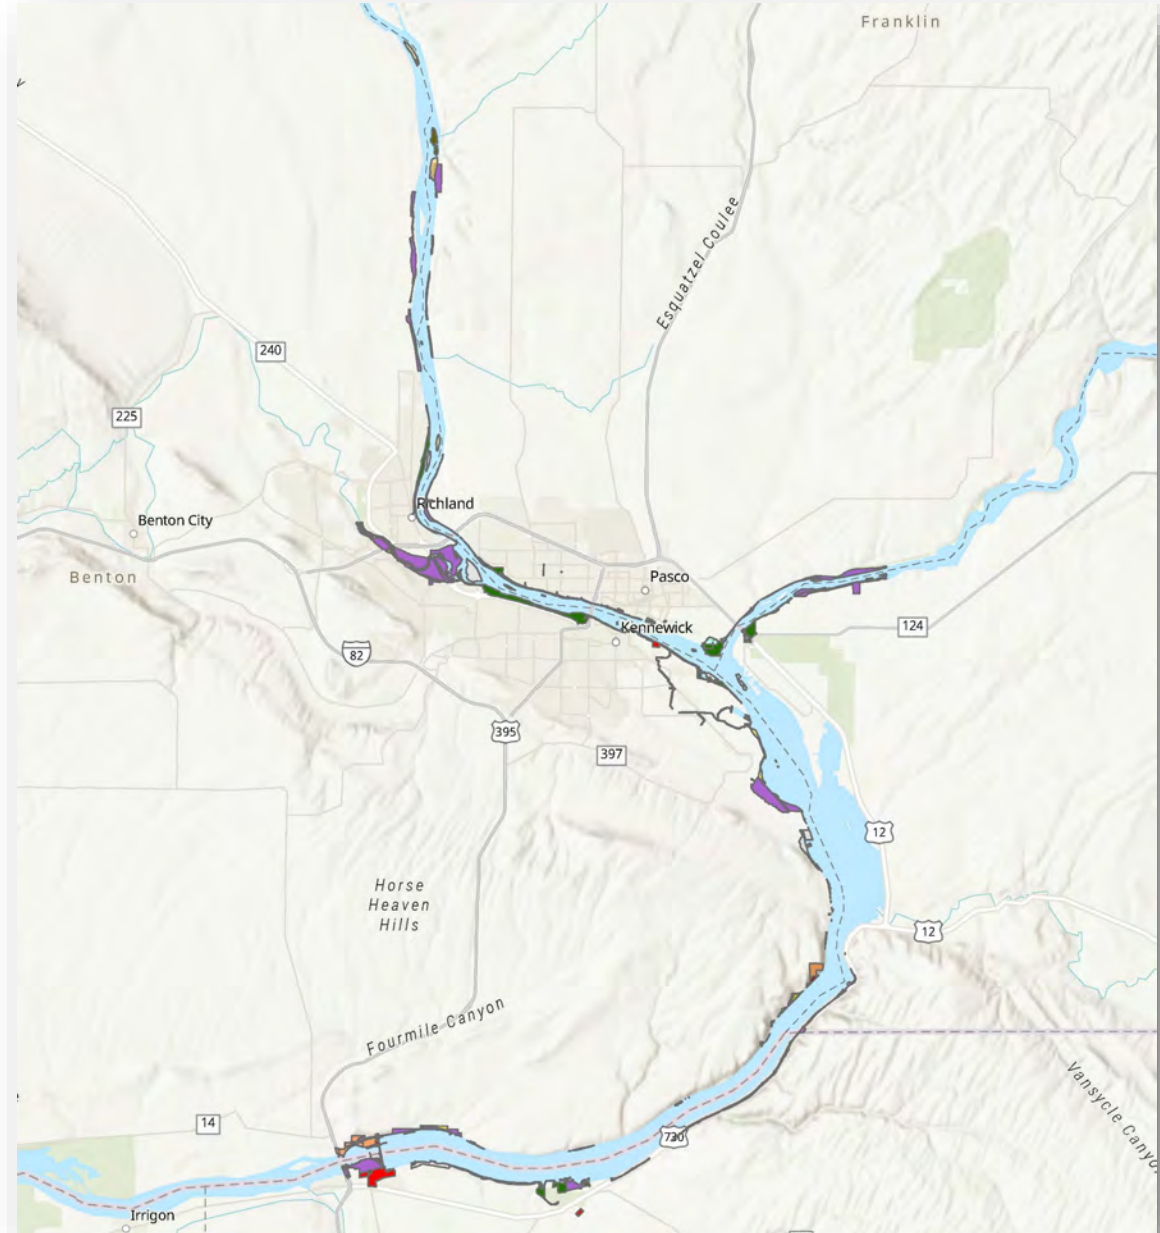 Franklin
Esquatzel Coulee
240
225
Richland
Benton City
Benton
Pasco
Kennewick
124
82
395
397
12
Horse
Heaven
Hills
12
Fourmile Canyon
Vansycle Canyon
14
730
Irrigon